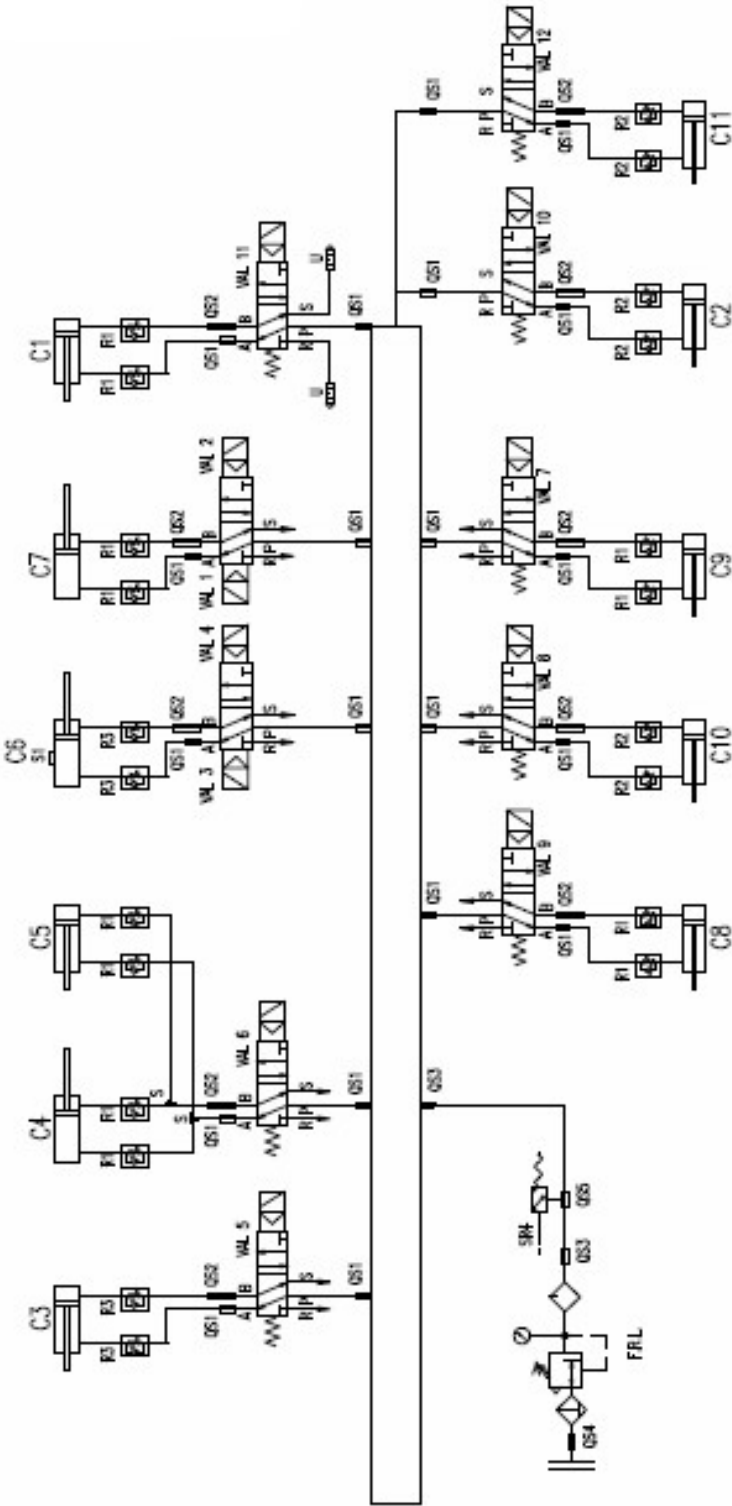 VAL 12
QS1
R P S
A B
QS1 QS2
R2 R2
C11
VAL 10
QS1
R P S
A B
QS1 QS2
R2 R2
C2
C1
R1 R1
QS1 QS2
A B
VAL 11
R P S
U U
QS1
C7
R1 R1
QS1 QS2
A B
VAL 1
VAL 2
R P S
QS1
QS1
R P S
VAL 7
A B
QS1 QS2
R1 R1
C9
C6
S1
R3 R3
QS1 QS2
A B
VAL 3
VAL 4
R P S
QS1
QS1
R P S
VAL 8
A B
QS1 QS2
R2 R2
C10
C5
R1 R1
QS1
R P S
VAL 9
A B
QS1 QS2
R1 R1
C8
C4
R1 R1
S S
QS1 QS2
A B
VAL 6
R P S
QS1
QS3
C3
R3 R3
QS1 QS2
A B
VAL 5
R P S
QS1
SR4
QS5
QS3
F.R.L
QS4